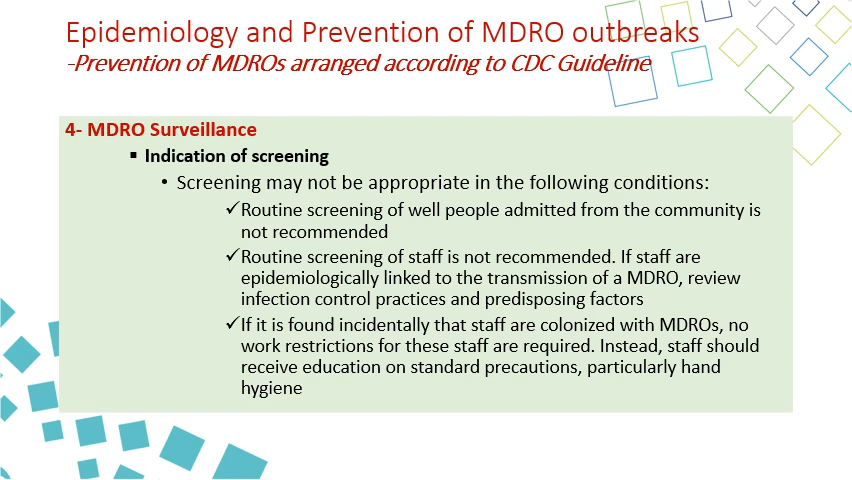 Epidemiology and Prevention of MDRO outbreaks
-Prevention of MDROs arranged according to CDC Guideline
4- MDRO Surveillance
▪ Indication of screening
• Screening may not be appropriate in the following conditions:
✓Routine screening of well people admitted from the community is
not recommended
✓Routine screening of staff is not recommended. If staff are
epidemiologically linked to the transmission of a MDRO, review
infection control practices and predisposing factors
✓If it is found incidentally that staff are colonized with MDROs, no
work restrictions for these staff are required. Instead, staff should
receive education on standard precautions, particularly hand
hygiene